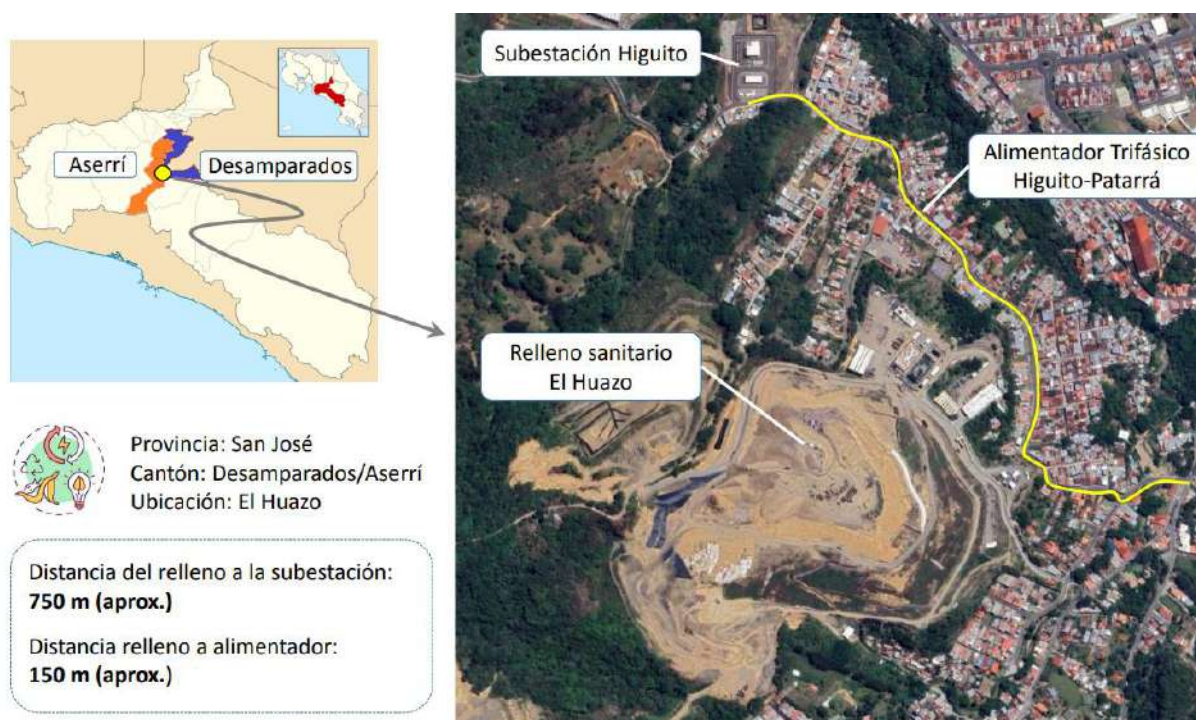 Aserrí
Desamparados
Provincia: San José
Cantón: Desamparados/Aserrí
Ubicación: El Huazo
Distancia del relleno a la subestación:
750 m (aprox.)
Distancia relleno a alimentador:
150 m (aprox.)
Subestación Higuito
Alimentador Trifásico
Higuito-Patarrá
Relleno sanitario
El Huazo